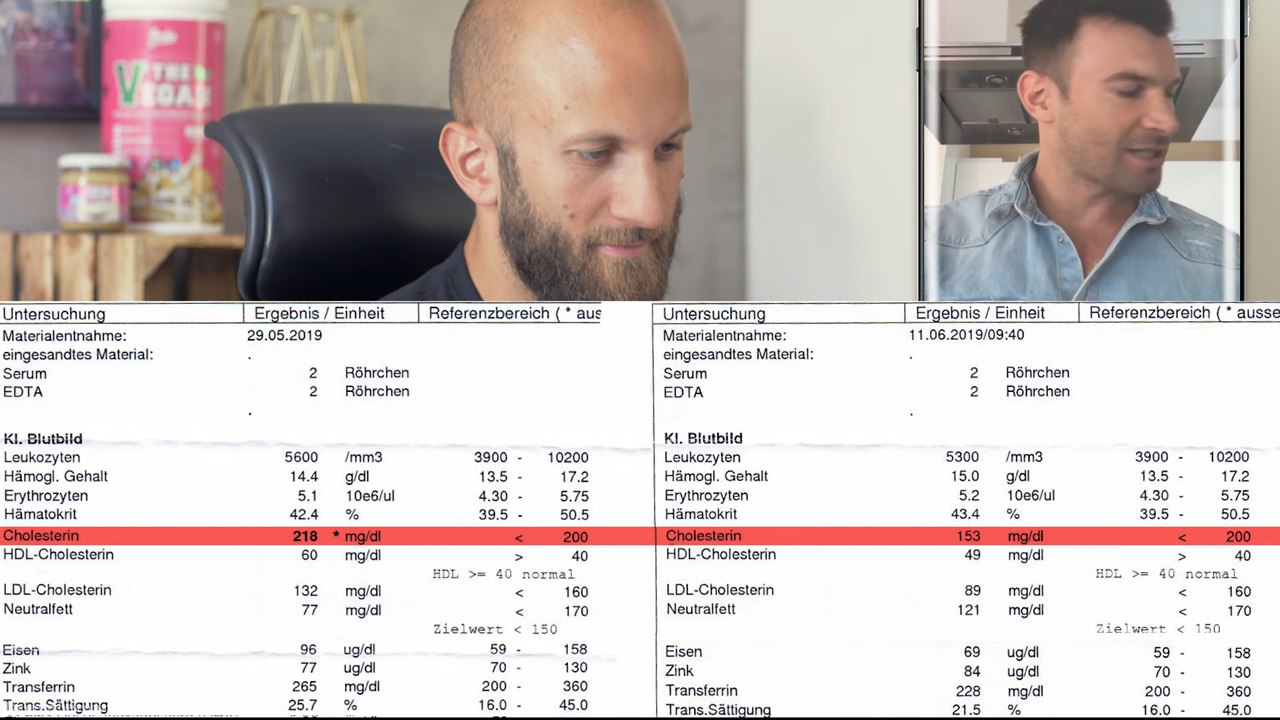 THE
VEGAN
Untersuchung Ergebnis / Einheit Referenzbereich ( * aus
Materialentnahme: 29.05.2019
eingesandtes Material: .
Serum 2 Röhrchen
EDTA 2 Röhrchen
.
Kl. Blutbild
Leukozyten 5600 /mm3 3900 - 10200
Hämogl. Gehalt 14.4 g/dl 13.5 - 17.2
Erythrozyten 5.1 10e6/ul 4.30 - 5.75
Hämatokrit 42.4 % 39.5 - 50.5
Cholesterin 218 * mg/dl < 200
HDL-Cholesterin 60 mg/dl > 40
HDL >= 40 normal
LDL-Cholesterin 132 mg/dl < 160
Neutralfett 77 mg/dl < 170
Zielwert < 150
Eisen 96 ug/dl 59 - 158
Zink 77 ug/dl 70 - 130
Transferrin 265 mg/dl 200 - 360
Trans.Sättigung 25.7 % 16.0 - 45.0
Untersuchung Ergebnis / Einheit Referenzbereich ( * ausse
Materialentnahme: 11.06.2019/09:40
eingesandtes Material: .
Serum 2 Röhrchen
EDTA 2 Röhrchen
.
Kl. Blutbild
Leukozyten 5300 /mm3 3900 - 10200
Hämogl. Gehalt 15.0 g/dl 13.5 - 17.2
Erythrozyten 5.2 10e6/ul 4.30 - 5.75
Hämatokrit 43.4 % 39.5 - 50.5
Cholesterin 153 mg/dl < 200
HDL-Cholesterin 49 mg/dl > 40
HDL >= 40 normal
LDL-Cholesterin 89 mg/dl < 160
Neutralfett 121 mg/dl < 170
Zielwert < 150
Eisen 69 ug/dl 59 - 158
Zink 84 ug/dl 70 - 130
Transferrin 228 mg/dl 200 - 360
Trans.Sättigung 21.5 % 16.0 - 45.0